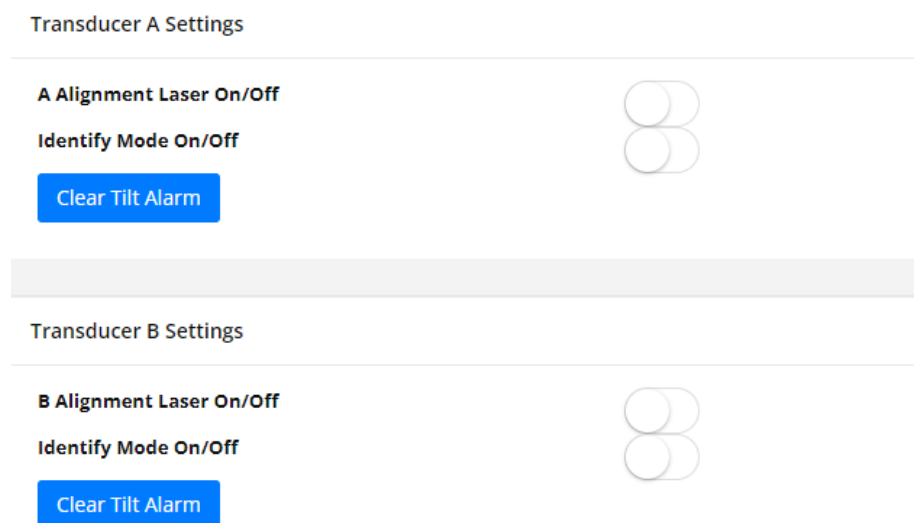 Transducer A Settings
A Alignment Laser On/Off
Identify Mode On/Off
Clear Tilt Alarm
Transducer B Settings
B Alignment Laser On/Off
Identify Mode On/Off
Clear Tilt Alarm